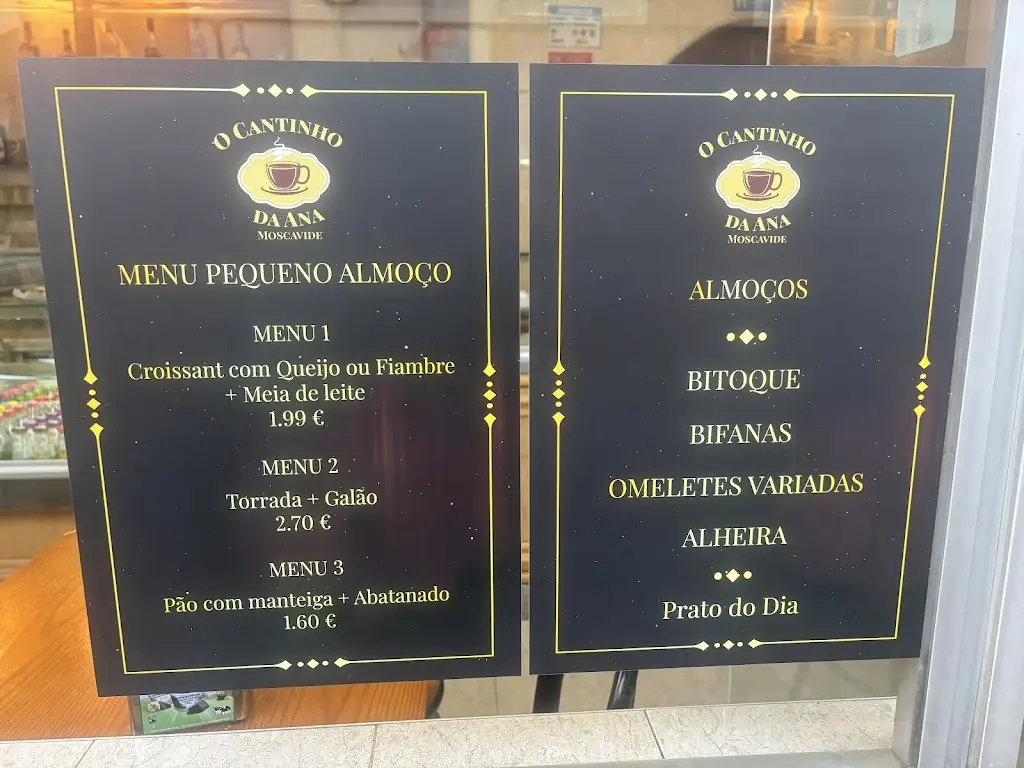 O CANTINHO
DA ANA
MOSCAVIDE
MENU PEQUENO ALMOÇO
MENU 1
Croissant com Queijo ou Fiambre
+ Meia de leite
1.99 €
MENU 2
Torrada + Galão
2.70 €
MENU 3
Pão com manteiga + Abatanado
1.60 €
O CANTINHO
DA ANA
MOSCAVIDE
ALMOÇOS
BITOQUE
BIFANAS
OMELETES VARIADAS
ALHEIRA
Prato do Dia